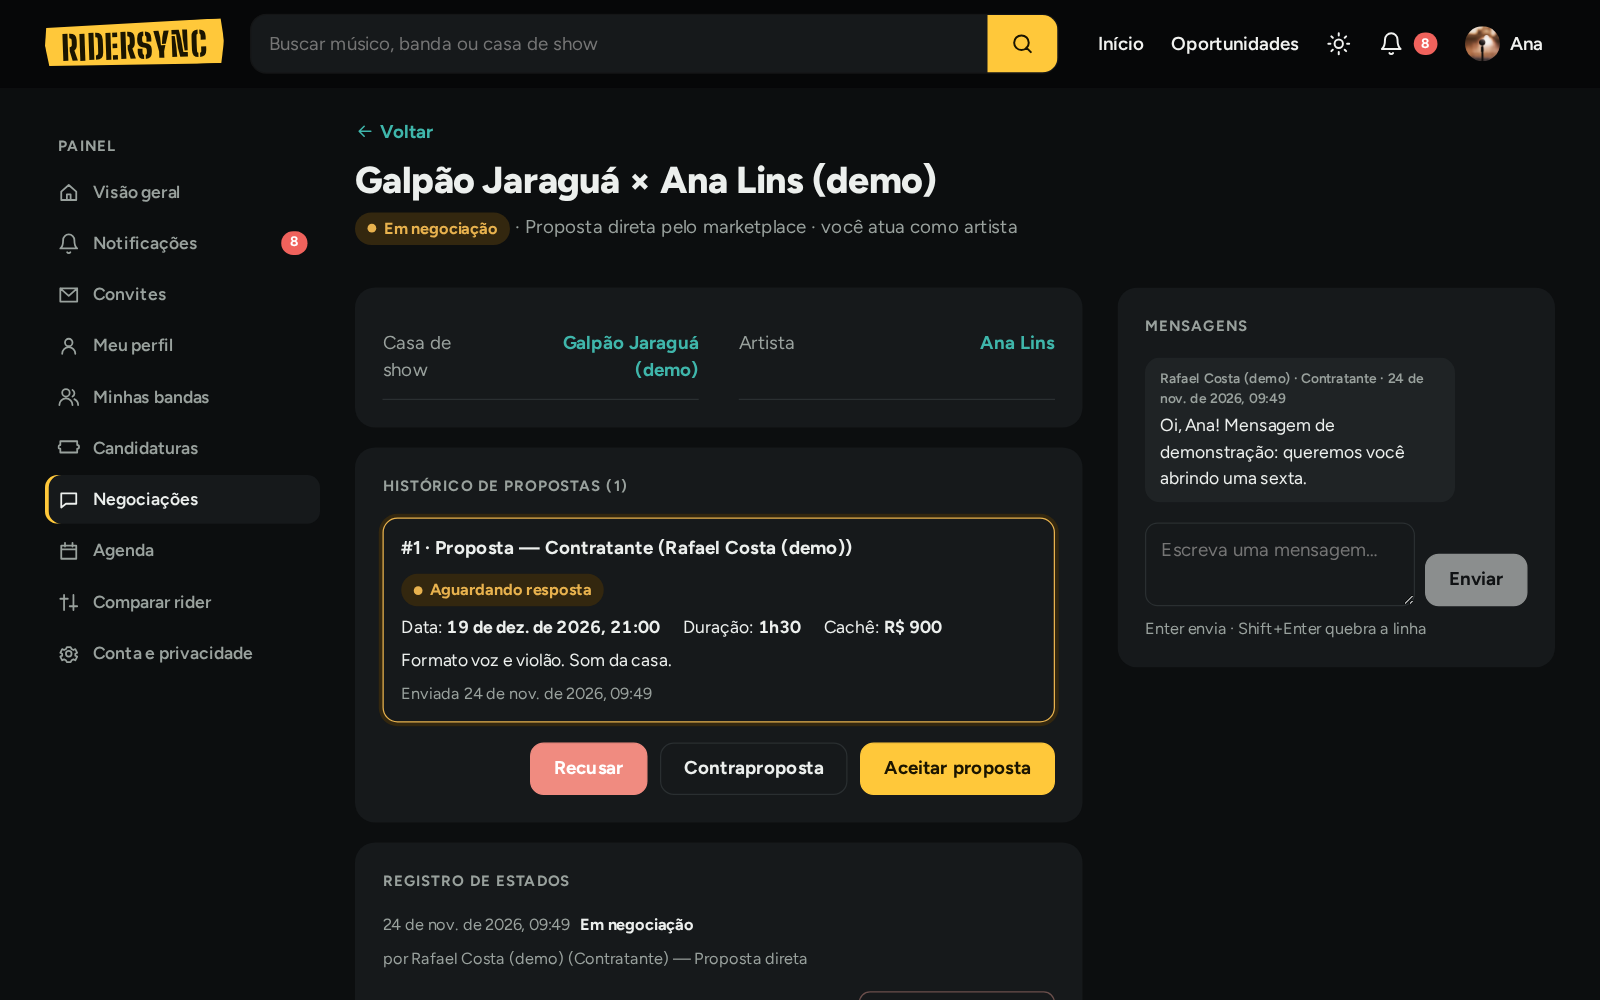 RIDERSYNC
Buscar músico, banda ou casa de show
Início
Oportunidades
8
Ana
PAINEL
Visão geral
Notificações
8
Convites
Meu perfil
Minhas bandas
Candidaturas
Negociações
Agenda
Comparar rider
Conta e privacidade
← Voltar
Galpão Jaraguá × Ana Lins (demo)
Em negociação · Proposta direta pelo marketplace · você atua como artista
Casa de
show
Galpão Jaraguá
(demo)
Artista
Ana Lins
HISTÓRICO DE PROPOSTAS (1)
#1 · Proposta — Contratante (Rafael Costa (demo))
Aguardando resposta
Data: 19 de dez. de 2026, 21:00 Duração: 1h30 Cachê: R$ 900
Formato voz e violão. Som da casa.
Enviada 24 de nov. de 2026, 09:49
Recusar
Contraproposta
Aceitar proposta
REGISTRO DE ESTADOS
24 de nov. de 2026, 09:49 Em negociação
por Rafael Costa (demo) (Contratante) — Proposta direta
MENSAGENS
Rafael Costa (demo) · Contratante · 24 de
nov. de 2026, 09:49
Oi, Ana! Mensagem de
demonstração: queremos você
abrindo uma sexta.
Escreva uma mensagem...
Enviar
Enter envia · Shift+Enter quebra a linha